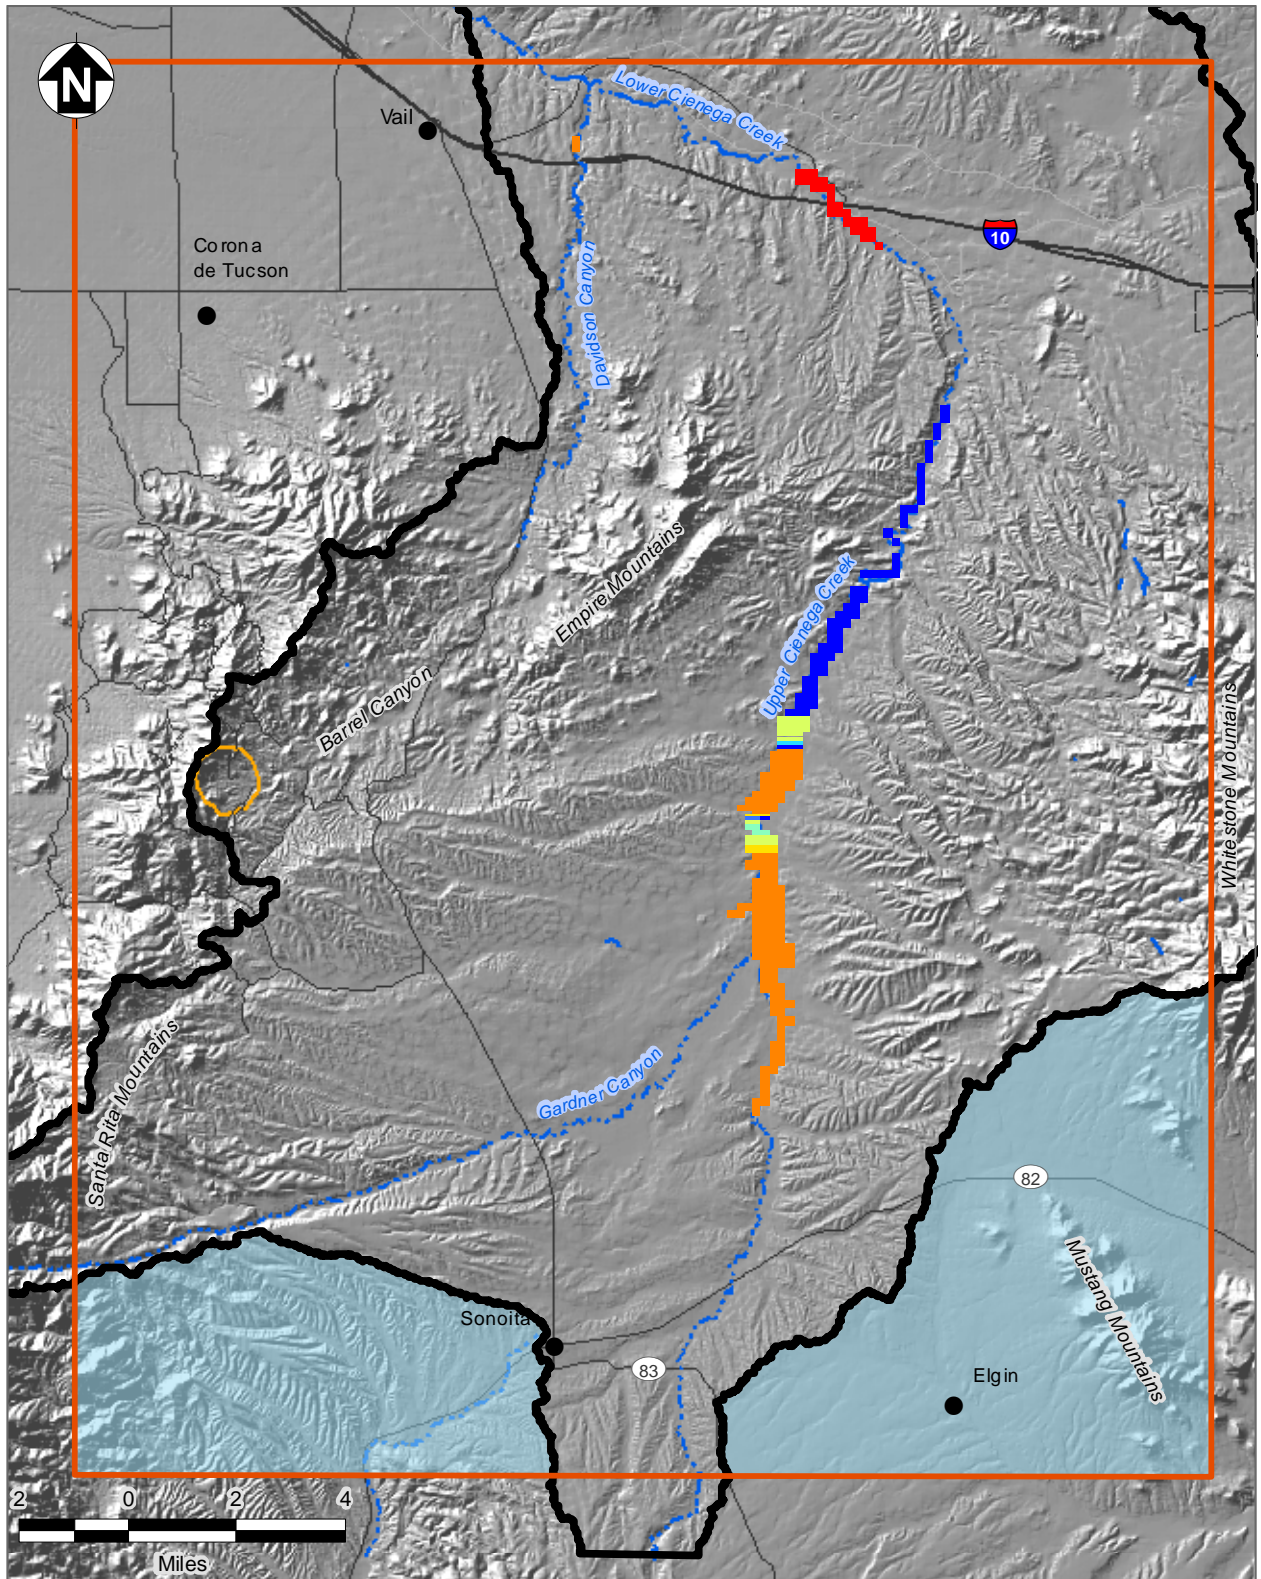 N
Lower Cienega Creek
Vail
10
Corona
de Tucson
Davidson Canyon
Empire Mountains
Upper Cienega Creek
Barrel Canyon
Whitestone Mountains
Santa Rita Mountains
Gardner Canyon
82
Mustang Mountains
Sonoita
83
Elgin
2 0 2 4
Miles